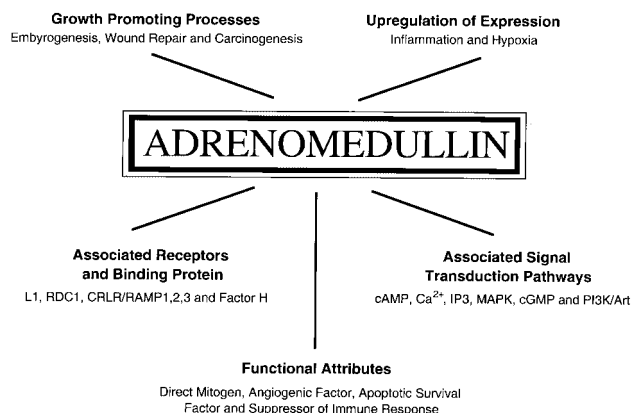 Growth Promoting Processes
Embyrogenesis, Wound Repair and Carcinogenesis
Upregulation of Expression
Inflammation and Hypoxia
ADRENOMEDULLIN
Associated Receptors
and Binding Protein
L1, RDC1, CRLR/RAMP1,2,3 and Factor H
Associated Signal
Transduction Pathways
cAMP, Ca²⁺, IP3, MAPK, cGMP and PI3K/Art
Functional Attributes
Direct Mitogen, Angiogenic Factor, Apoptotic Survival
Factor and Suppressor of Immune Response